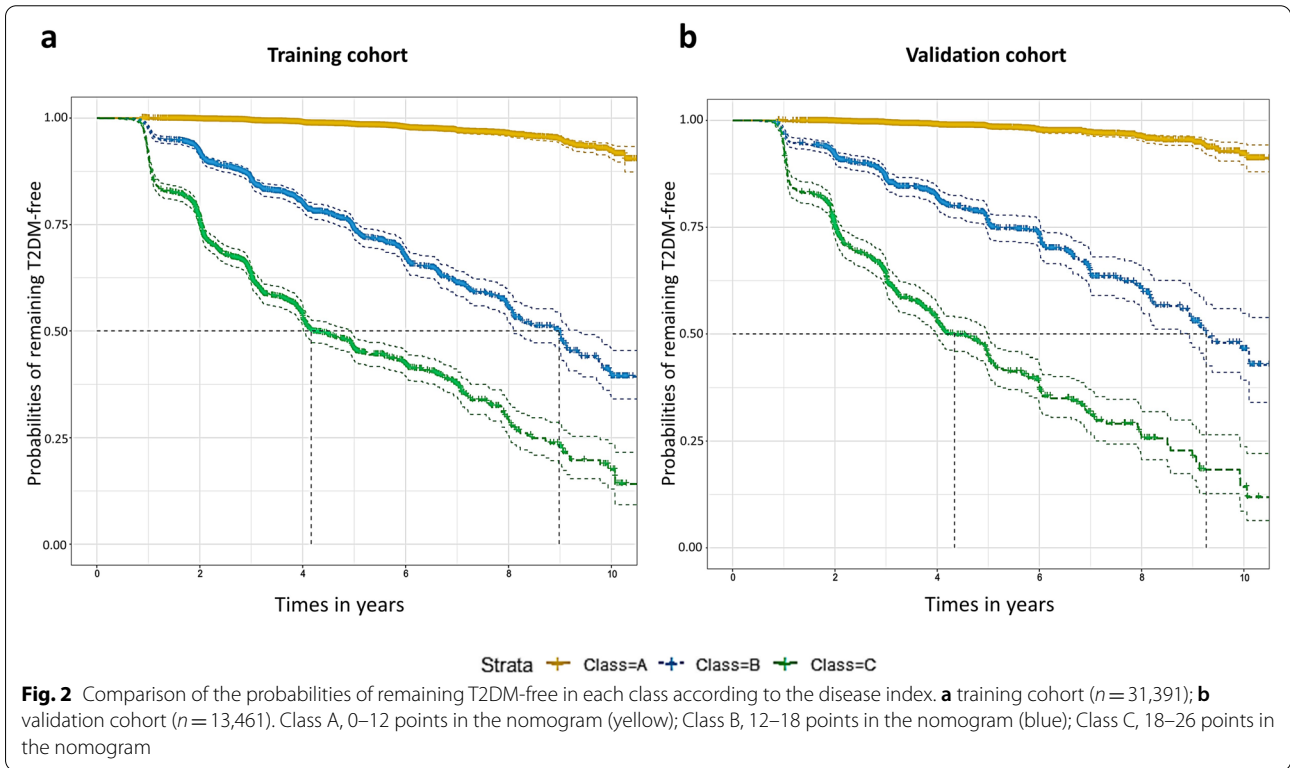 a
Training cohort
Probabilities of remaining T2DM-free
1.00
0.75
0.50
0.25
0.00
0 2 4 6 8 10
Times in years
b
Validation cohort
Probabilities of remaining T2DM-free
1.00
0.75
0.50
0.25
0.00
0 2 4 6 8 10
Times in years
Strata Class=A Class=B Class=C
Fig. 2 Comparison of the probabilities of remaining T2DM-free in each class according to the disease index. a training cohort (n = 31,391); b
validation cohort (n = 13,461). Class A, 0–12 points in the nomogram (yellow); Class B, 12–18 points in the nomogram (blue); Class C, 18–26 points in
the nomogram